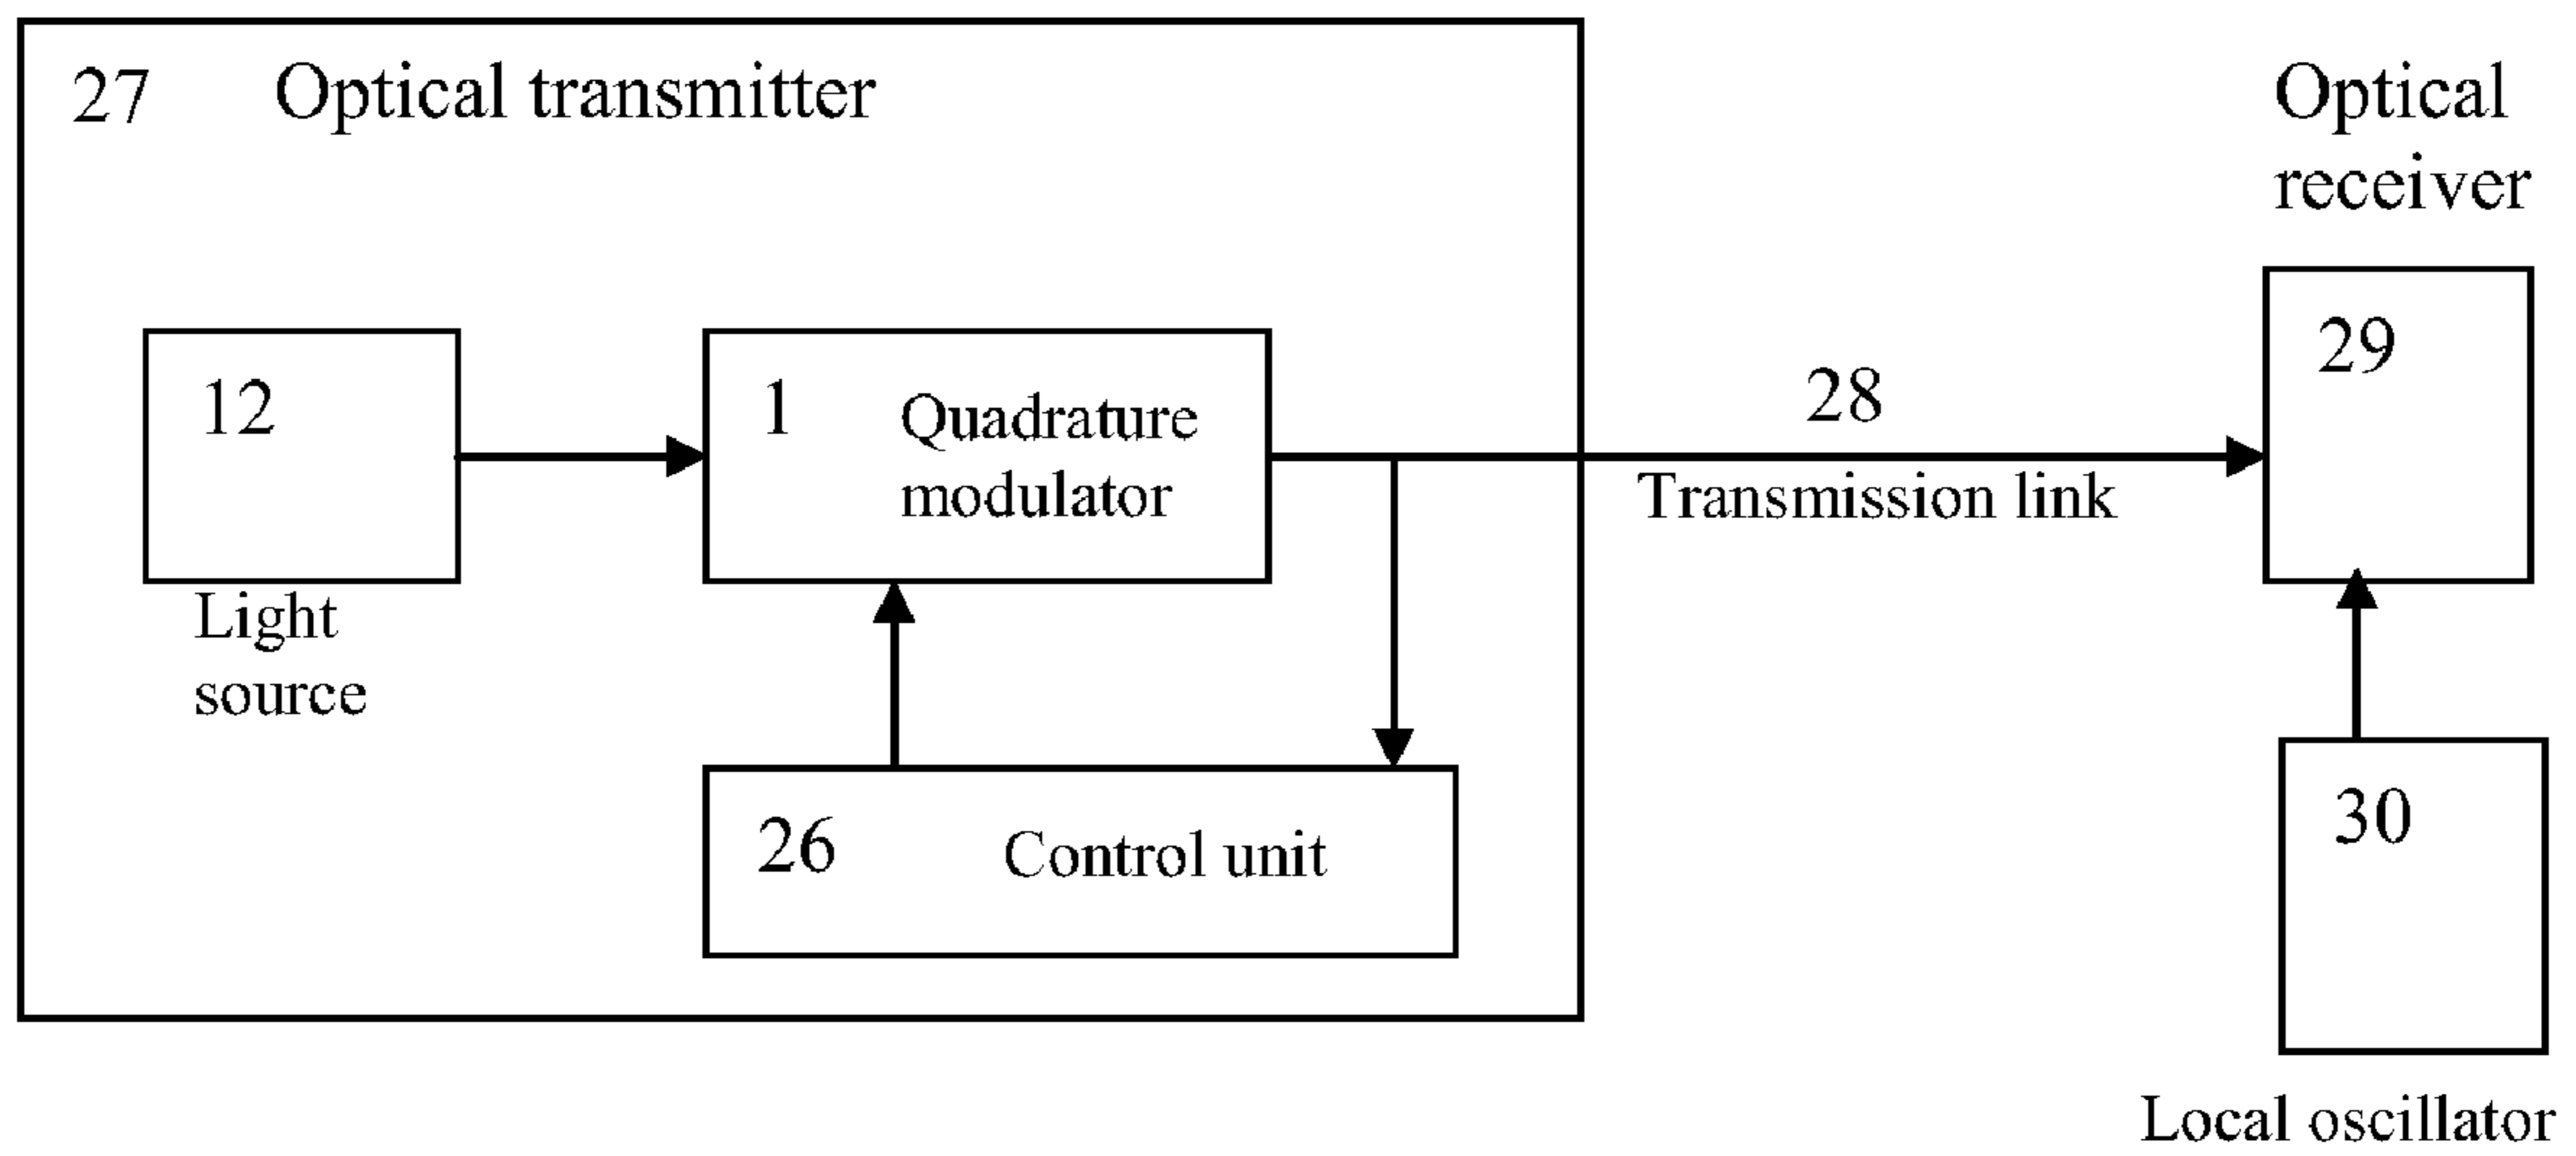 27 Optical transmitter
Optical
receiver
12
1
Quadrature
modulator
28
Transmission link
29
Light
source
26
Control unit
30
Local oscillator